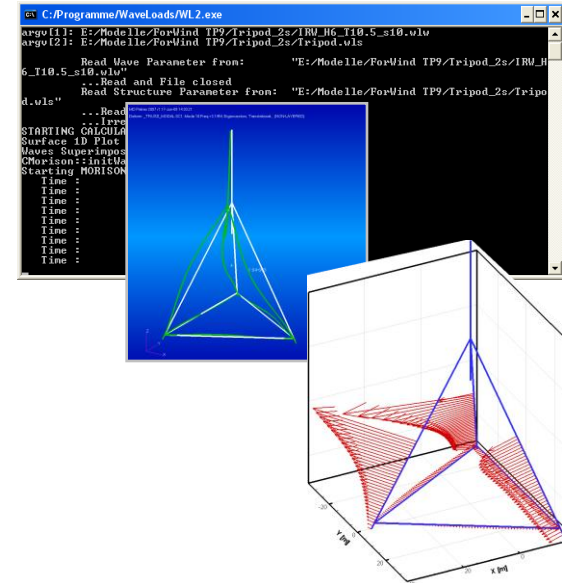 C:/Programme/WaveLoads/WL2.exe
argv[1]: E:/Modelle/ForWind TP9/Tripod_2s/IRW_H6_T10.5_s10.wlw
argv[2]: E:/Modelle/ForWind TP9/Tripod_2s/Tripod.wls
Read Wave Parameter from: "E:/Modelle/ForWind TP9/Tripod_2s/IRW_H
6_T10.5_s10.wlw"
...Read and File closed
Read Structure Parameter from: "E:/Modelle/ForWind TP9/Tripod_2s/Tripo
d.wls"
...Read
...Irre
STARTING CALCULA
Surface 1D Plot
Waves Superimpos
CMorison::initWa
Starting MORISON
Time :
Time :
Time :
Time :
Time :
Time :
Time :
Time :
-20
0
20
Y [m]
20
0
X [m]